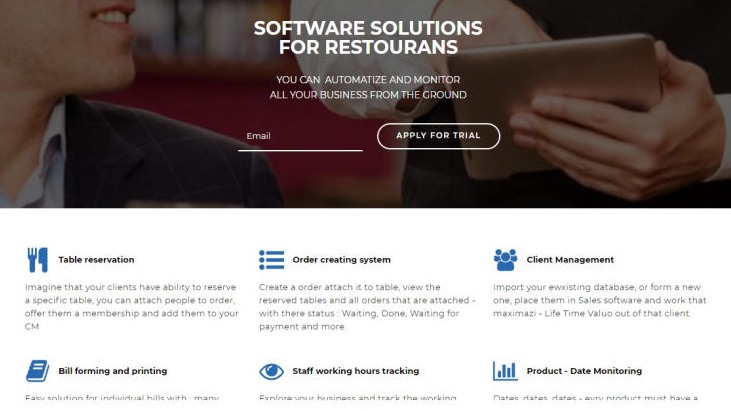 SOFTWARE SOLUTIONS
FOR RESTOURANS
YOU CAN AUTOMATIZE AND MONITOR
ALL YOUR BUSINESS FROM THE GROUND
Email
APPLY FOR TRIAL
Table reservation
Imagine that your clients have ability to reserve
a specific table, you can attach people to order,
offer them a membership and add them to your
CM
Order creating system
Create a order attach it to table, view the
reserved tables and all orders that are attached -
with there status : Waiting, Done, Waiting for
payment and more.
Client Management
Import your ewxisting database, or form a new
one, place them in Sales software and work that
maximazi - Life Time Valuo out of that client.
Bill forming and printing
Easy solution for individual bills with : many
Staff working hours tracking
Explore your business and track the working
Product - Date Monitoring
Dates, dates, dates - evry product must have a